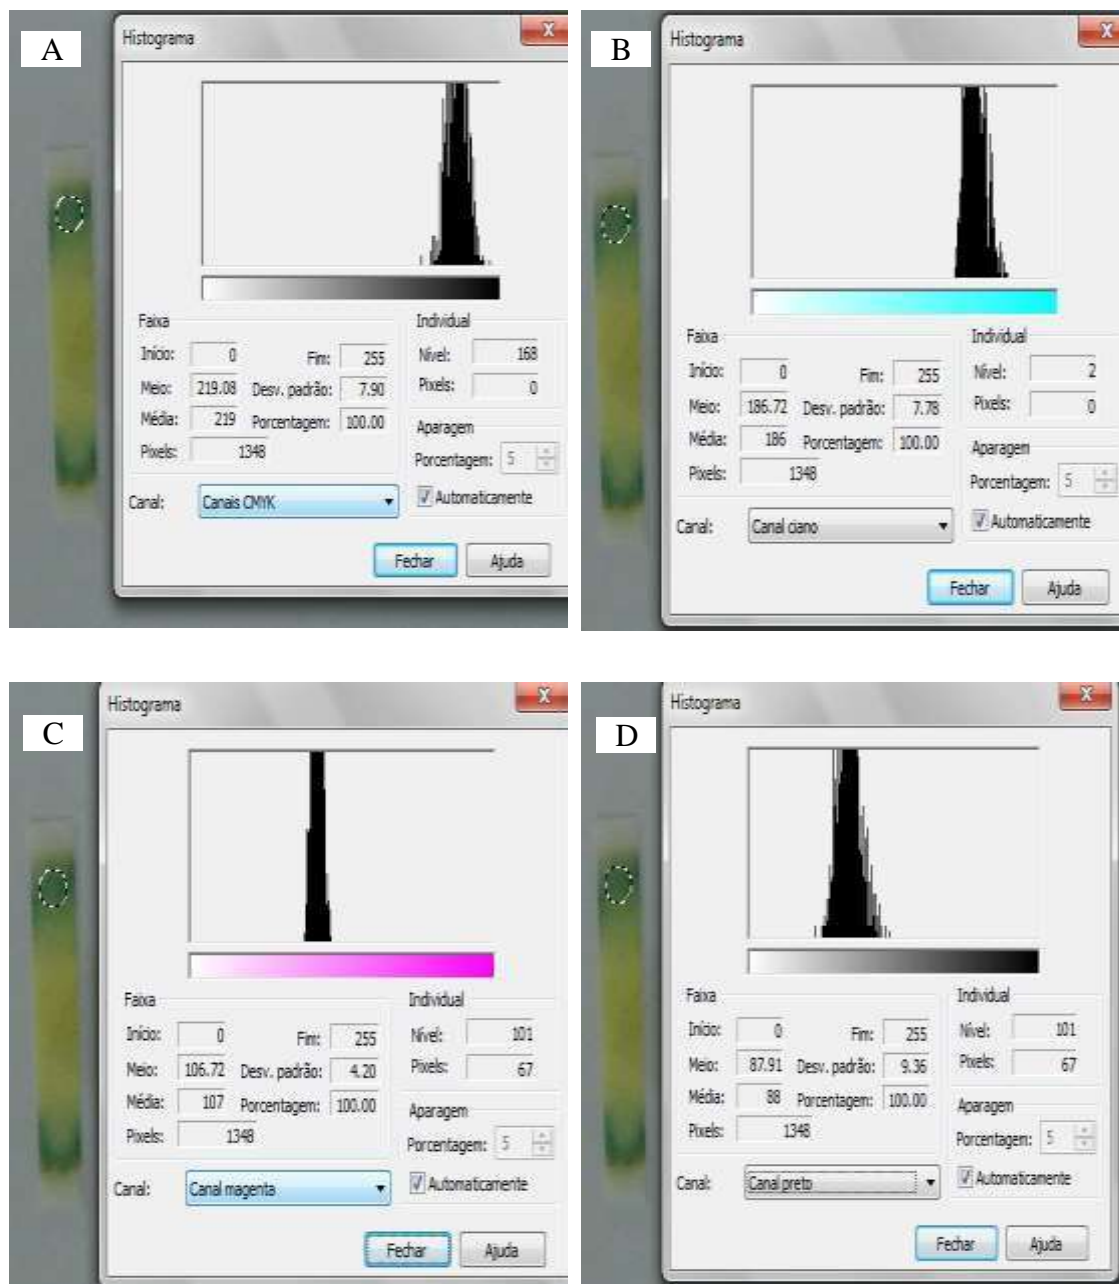 A
Histograma
X
Faixa
Início: 0 Fim: 255
Meio: 219.08 Desv. padrão: 7.90
Média: 219 Porcentagem: 100.00
Pixels: 1348
Individual
Nível: 168
Pixels: 0
Aparagem
Porcentagem: 5
Automaticamente
Canal: Canais CMYK
Fechar Ajuda
B
Histograma
X
Faixa
Início: 0 Fim: 255
Meio: 186.72 Desv. padrão: 7.78
Média: 186 Porcentagem: 100.00
Pixels: 1348
Individual
Nível: 2
Pixels: 0
Aparagem
Porcentagem: 5
Automaticamente
Canal: Canal ciano
Fechar Ajuda
C
Histograma
X
Faixa
Início: 0 Fim: 255
Meio: 106.72 Desv. padrão: 4.20
Média: 107 Porcentagem: 100.00
Pixels: 1348
Individual
Nível: 101
Pixels: 67
Aparagem
Porcentagem: 5
Automaticamente
Canal: Canal magenta
Fechar Ajuda
D
Histograma
X
Faixa
Início: 0 Fim: 255
Meio: 87.91 Desv. padrão: 9.36
Média: 88 Porcentagem: 100.00
Pixels: 1348
Individual
Nível: 101
Pixels: 67
Aparagem
Porcentagem: 5
Automaticamente
Canal: Canal preto
Fechar Ajuda